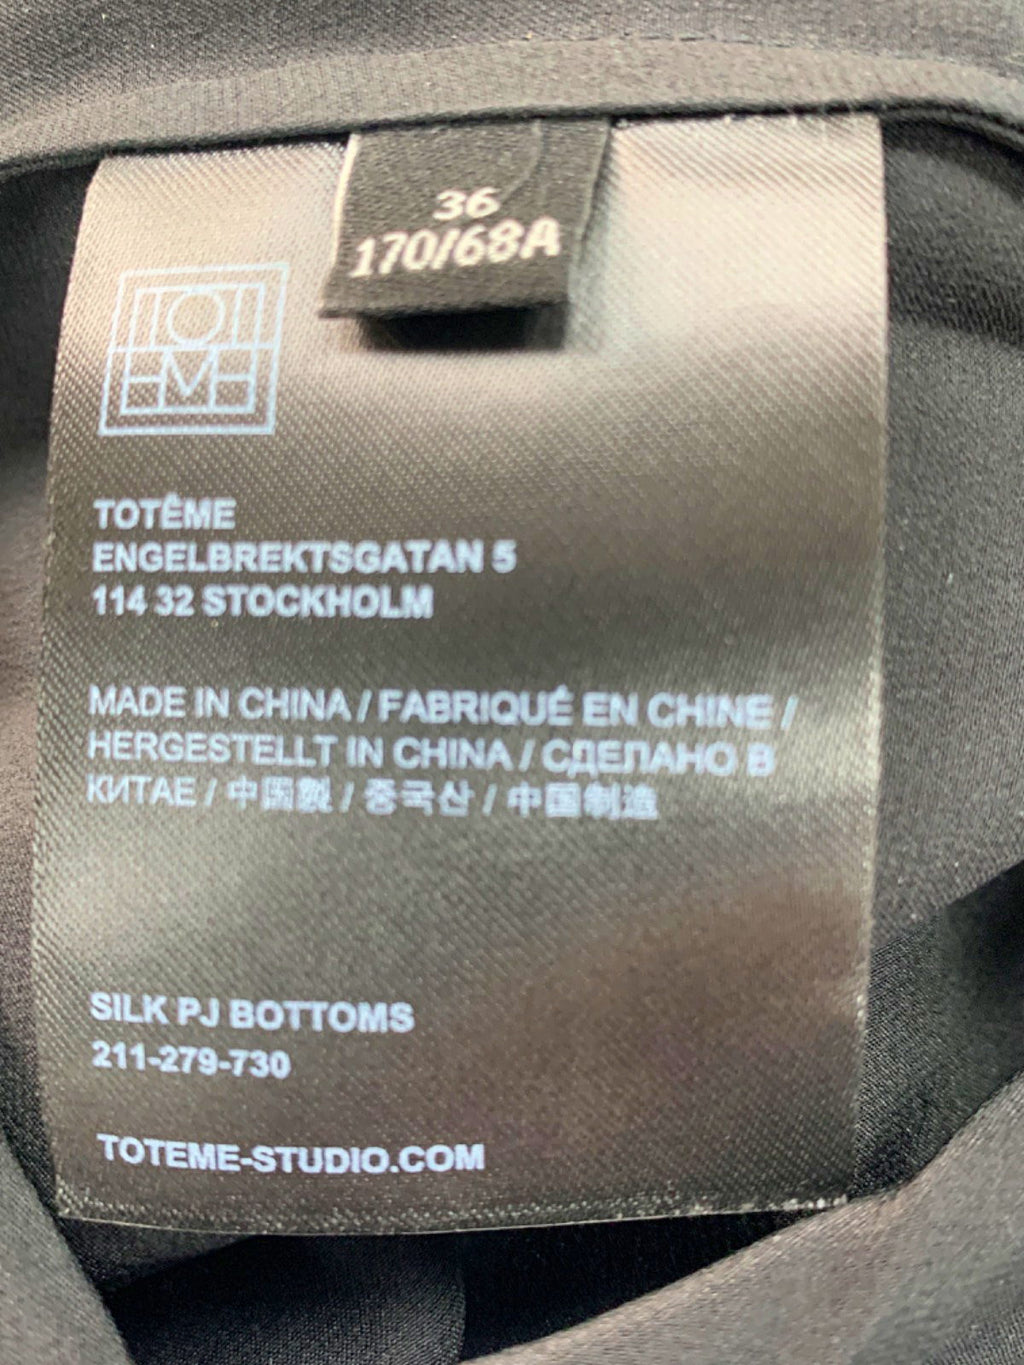 36
170/68A
TOTÊME
TOTÊME
ENGELBREKTSGATAN 5
114 32 STOCKHOLM
MADE IN CHINA / FABRIQUÉ EN CHINE /
HERGESTELLT IN CHINA / СДЕЛАНО В
КИТАЕ / 中国製 / 중국산 / 中国制造
SILK PJ BOTTOMS
211-279-730
TOTEME-STUDIO.COM